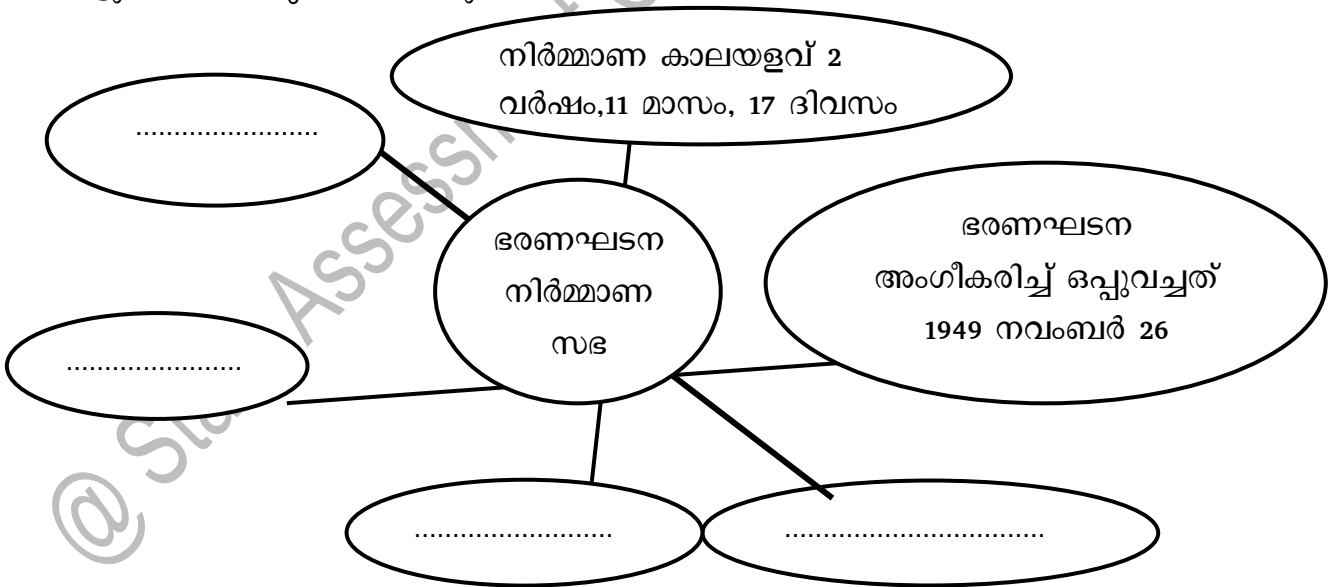 നിർമ്മാണ കാലയളവ് 2
വർഷം,11 മാസം, 17 ദിവസം
........................
ഭരണഘടന
നിർമ്മാണ
സഭ
ഭരണഘടന
അംഗീകരിച്ച് ഒപ്പുവച്ചത്
1949 നവംബർ 26
.......................
..........................
..................................